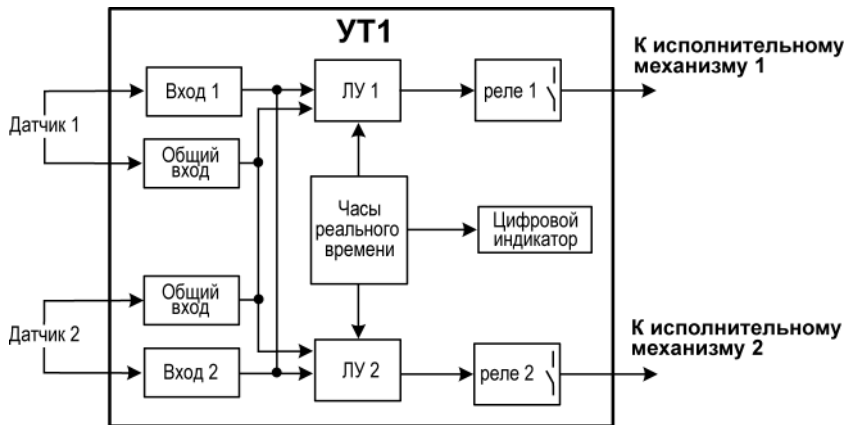 УТ1
К исполнительному
механизму 1
Датчик 1
Вход 1
ЛУ 1
реле 1
Общий
вход
Часы
реального
времени
Цифровой
индикатор
Общий
вход
Датчик 2
Вход 2
ЛУ 2
реле 2
К исполнительному
механизму 2